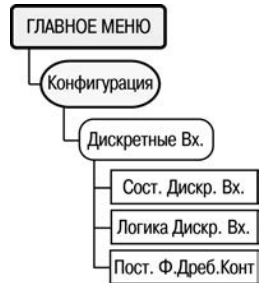 ГЛАВНОЕ МЕНЮ
Конфигурация
Дискретные Вх.
Сост. Дискр. Вх.
Логика Дискр. Вх.
Пост. Ф.Дреб.Конт